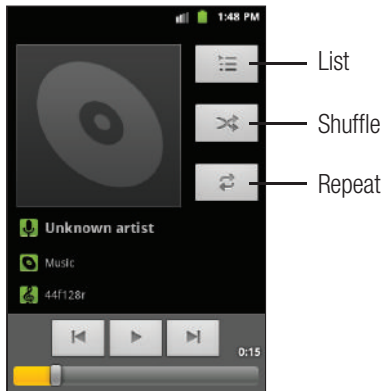 1:48 PM
List
Shuffle
Repeat
Unknown artist
Music
44f128r
0:15